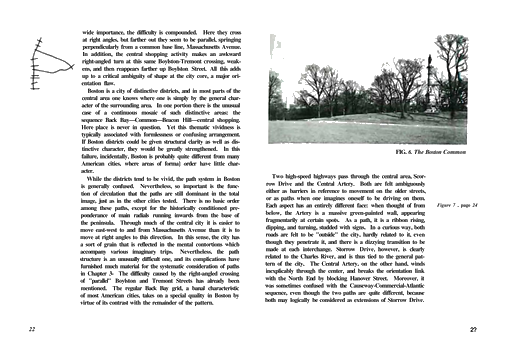 wide importance, the difficulty is compounded. Here they cross
at right angles, but farther out they seem to be parallel, springing
perpendicularly from a common base line, Massachusetts Avenue.
In addition, the central shopping activity makes an awkward
right-angled turn at this same Boylston-Tremont crossing, weak-
ens, and then reappears farther up Boylston Street. All this adds
up to a critical ambiguity of shape at the city core, a major ori-
entation flaw.
Boston is a city of distinctive districts, and in most parts of the
central area one knows where one is simply by the general char-
acter of the surrounding area. In one portion there is the unusual
case of a continuous mosaic of such distinctive areas: the
sequence Back Bay—Common—Beacon Hill—central shopping.
Here place is never in question. Yet this thematic vividness is
typically associated with formlessness or confusing arrangement.
If Boston districts could be given structural clarity as well as dis-
tinctive character, they would be greatly strengthened. In this
failure, incidentally, Boston is probably quite different from many
American cities, where areas of formal order have little char-
acter.
While the districts tend to be vivid, the path system in Boston
is generally confused. Nevertheless, so important is the func-
tion of circulation that the paths are still dominant in the total
image, just as in the other cities tested. There is no basic order
among these paths, except for the historically conditioned pre-
ponderance of main radials running inwards from the base of
the peninsula. Through much of the central city it is easier to
move east-west to and from Massachusetts Avenue than it is to
move at right angles to this direction. In this sense, the city has
a sort of grain that is reflected in the mental contortions which
accompany various imaginary trips. Nevertheless, the path
structure is an unusually difficult one, and its complications have
furnished much material for the systematic consideration of paths
in Chapter 3- The difficulty caused by the right-angled crossing
of "parallel" Boylston and Tremont Streets has already been
mentioned. The regular Back Bay grid, a banal characteristic
of most American cities, takes on a special quality in Boston by
virtue of its contrast with the remainder of the pattern.
22
FIG. 6. The Boston Common
Two high-speed highways pass through the central area, Stor-
row Drive and the Central Artery. Both are felt ambiguously
either as barriers in reference to movement on the older streets,
or as paths when one imagines oneself to be driving on them.
Each aspect has an entirely different face: when thought of from
below, the Artery is a massive green-painted wall, appearing
fragmentarily at certain spots. As a path, it is a ribbon rising,
dipping, and turning, studded with signs. In a curious way, both
roads are felt to be "outside" the city, hardly related to it, even
though they penetrate it, and there is a dizzying transition to be
made at each interchange. Storrow Drive, however, is clearly
related to the Charles River, and is thus tied to the general pat-
tern of the city. The Central Artery, on the other hand, winds
inexplicably through the center, and breaks the orientation link
with the North End by blocking Hanover Street. Moreover, it
was sometimes confused with the Causeway-Commercial-Atlantic
sequence, even though the two paths are quite different, because
both may logically be considered as extensions of Storrow Drive.
Figure 7 , page 24
2?